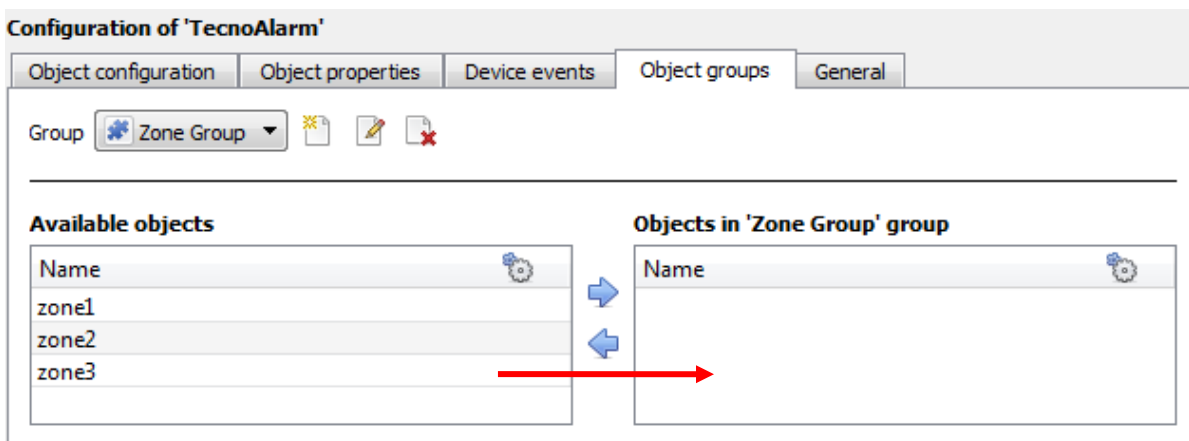 Configuration of 'TecnoAlarm'
Object configuration Object properties Device events Object groups General
Group Zone Group
Available objects Objects in 'Zone Group' group
Name Name
zone1
zone2
zone3